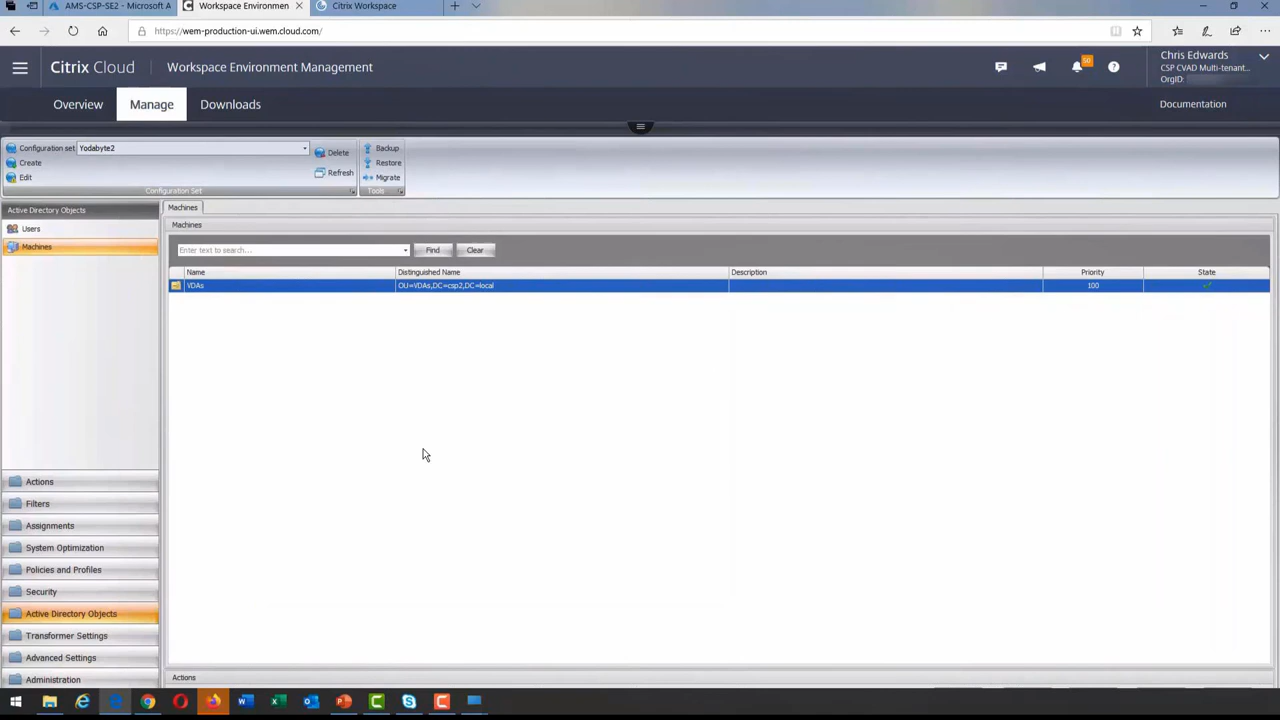 AMS-CSP-SE2 - Microsoft A
Workspace Environmen
Citrix Workspace
https://wem-production-ui.wem.cloud.com/
Citrix Cloud
Workspace Environment Management
50
Chris Edwards
CSP CVAD Multi-tenant...
OrgID:
Overview
Manage
Downloads
Documentation
Configuration set
Yodabyte2
Create
Edit
Delete
Refresh
Configuration Set
Backup
Restore
Migrate
Tools
Active Directory Objects
Users
Machines
Machines
Machines
Enter text to search...
Find
Clear
Name
Distinguished Name
Description
Priority
State
VDAs
OU=VDAs,DC=csp2,DC=local
100
Actions
Filters
Assignments
System Optimization
Policies and Profiles
Security
Active Directory Objects
Transformer Settings
Advanced Settings
Administration
Actions